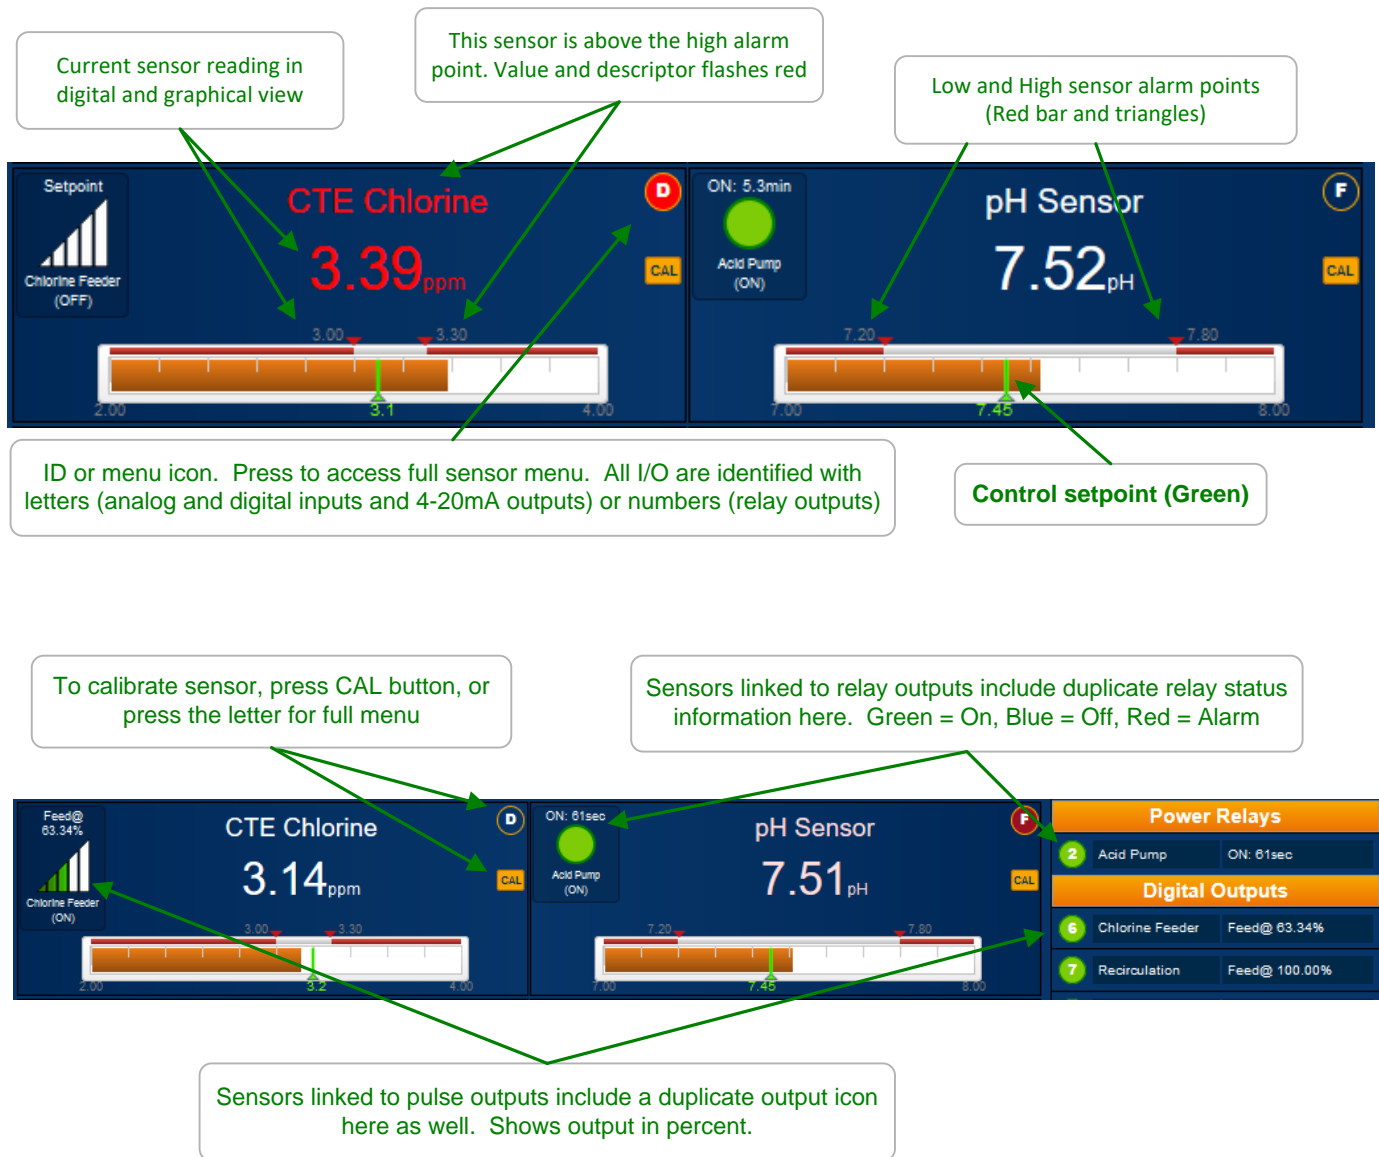 Current sensor reading in
digital and graphical view
This sensor is above the high alarm
point. Value and descriptor flashes red
Low and High sensor alarm points
(Red bar and triangles)
Setpoint
Chlorine Feeder
(OFF)
CTE Chlorine
D
3.39ppm
CAL
3.00
3.30
2.00
3.1
4.00
ON: 5.3min
Acid Pump
(ON)
pH Sensor
F
7.52pH
CAL
7.20
7.80
7.00
7.45
8.00
ID or menu icon. Press to access full sensor menu. All I/O are identified with
letters (analog and digital inputs and 4-20mA outputs) or numbers (relay outputs)
Control setpoint (Green)
To calibrate sensor, press CAL button, or
press the letter for full menu
Sensors linked to relay outputs include duplicate relay status
information here. Green = On, Blue = Off, Red = Alarm
Feed@
63.34%
Chlorine Feeder
(ON)
CTE Chlorine
D
3.14ppm
CAL
3.00
3.30
2.00
3.2
4.00
ON: 61sec
Acid Pump
(ON)
pH Sensor
F
7.51pH
CAL
7.20
7.80
7.00
7.45
8.00
Power Relays
2 Acid Pump ON: 61sec
Digital Outputs
6 Chlorine Feeder Feed@ 63.34%
7 Recirculation Feed@ 100.00%
Sensors linked to pulse outputs include a duplicate output icon
here as well. Shows output in percent.